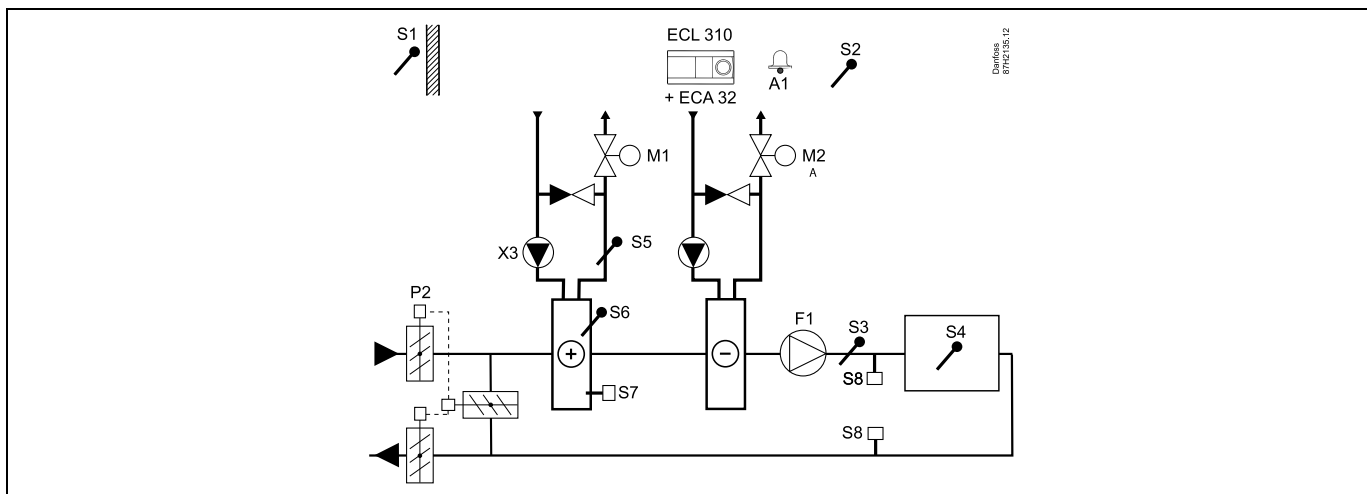 S1
ECL 310
+ ECA 32
A1
S2
Danfoss
87H2135.12
M1
M2
A
X3
S5
P2
S6
F1
S3
S4
+
−
S7
S8
S8